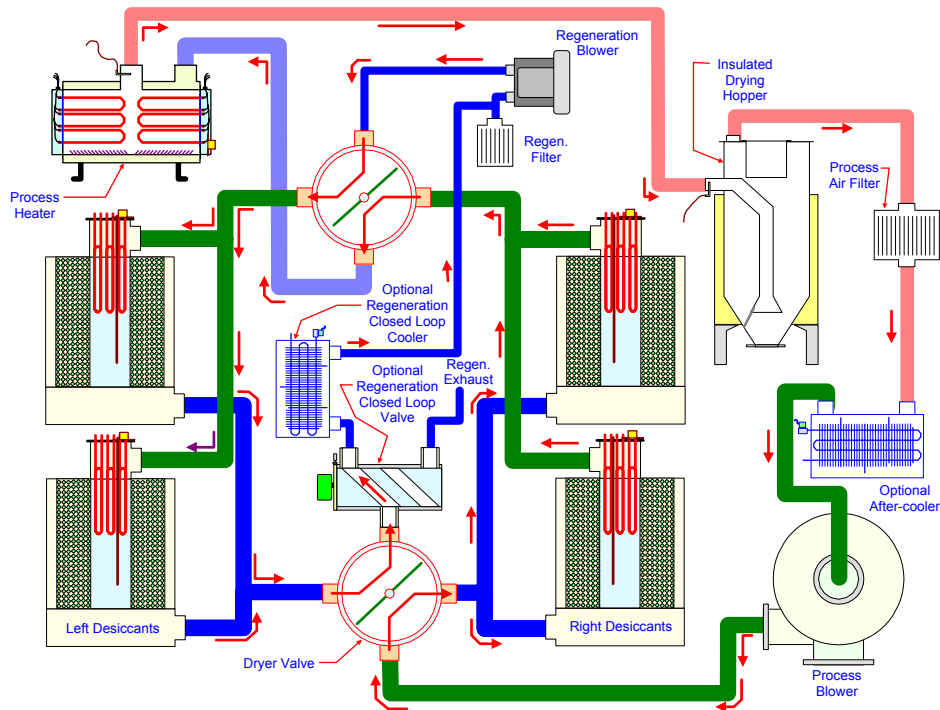 Regeneration
Blower
Insulated
Drying
Hopper
Regen.
Filter
Process
Air Filter
Process
Heater
Optional
Regeneration
Closed Loop
Cooler
Optional
Regeneration
Closed Loop
Valve
Regen.
Exhaust
Optional
After-cooler
Left Desiccants
Right Desiccants
Dryer Valve
Process
Blower